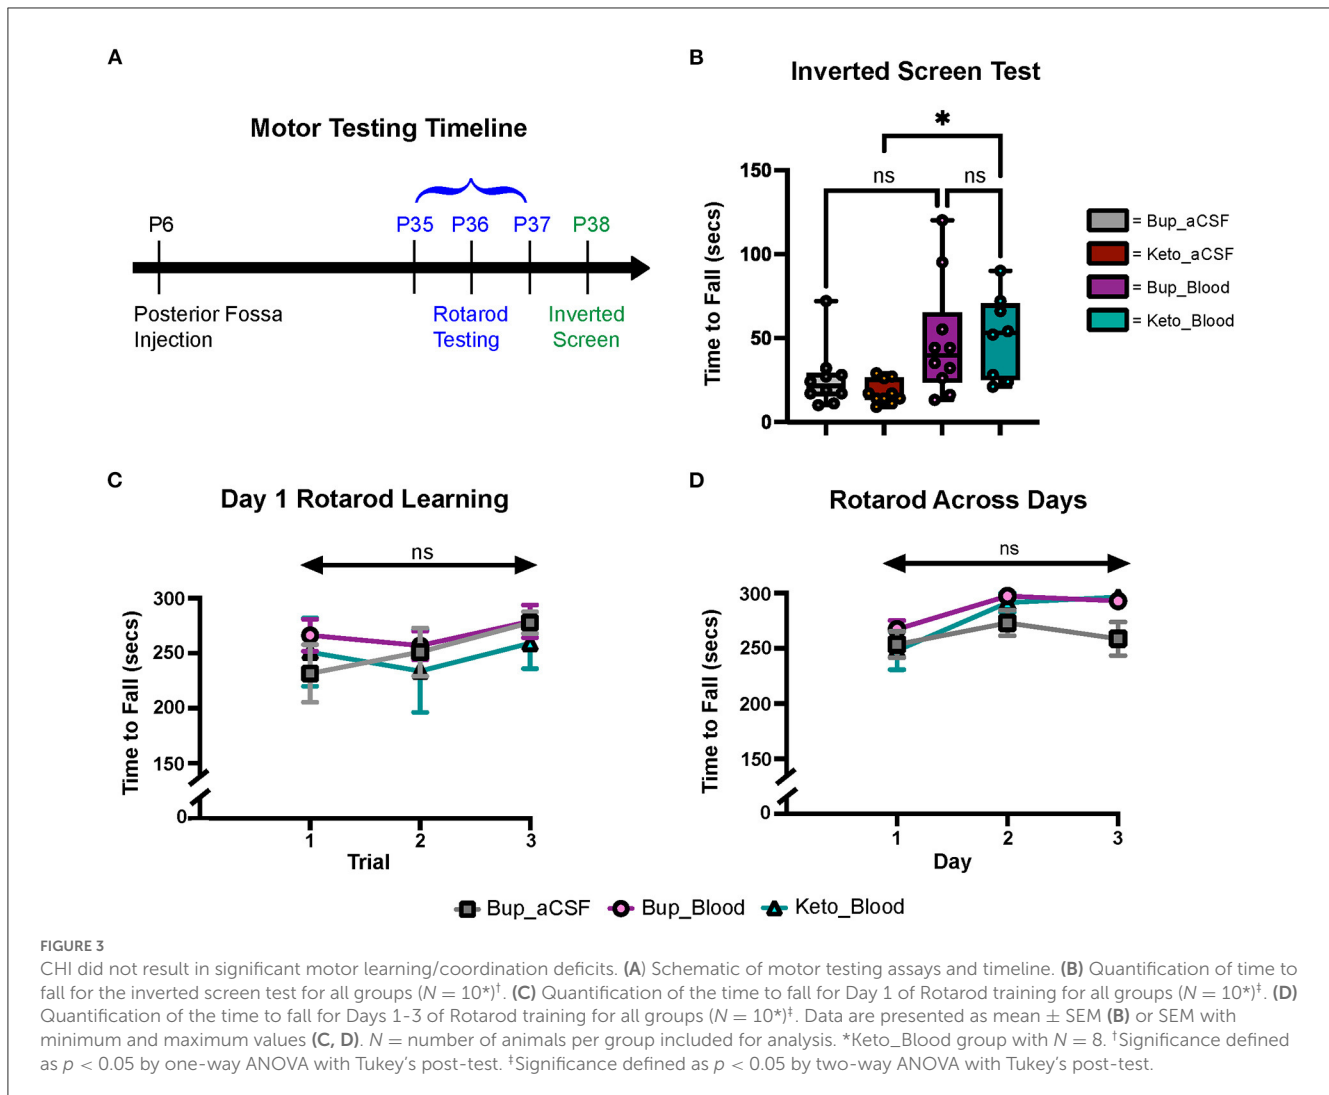 A
Motor Testing Timeline
P6
P35
P36
P37
P38
Posterior Fossa
Injection
Rotarod
Testing
Inverted
Screen
B
Inverted Screen Test
*
ns
ns
150
100
50
0
Time to Fall (secs)
= Bup_aCSF
= Keto_aCSF
= Bup_Blood
= Keto_Blood
C
Day 1 Rotarod Learning
ns
300
250
200
150
0
Time to Fall (secs)
1
2
3
Trial
D
Rotarod Across Days
ns
300
250
200
150
0
Time to Fall (secs)
1
2
3
Day
Bup_aCSF
Bup_Blood
Keto_Blood
FIGURE 3
CHI did not result in significant motor learning/coordination deficits. (A) Schematic of motor testing assays and timeline. (B) Quantification of time to
fall for the inverted screen test for all groups (N = 10*)†. (C) Quantification of the time to fall for Day 1 of Rotarod training for all groups (N = 10*)‡. (D)
Quantification of the time to fall for Days 1-3 of Rotarod training for all groups (N = 10*)‡. Data are presented as mean ± SEM (B) or SEM with
minimum and maximum values (C, D). N = number of animals per group included for analysis. *Keto_Blood group with N = 8. †Significance defined
as p < 0.05 by one-way ANOVA with Tukey's post-test. ‡Significance defined as p < 0.05 by two-way ANOVA with Tukey's post-test.